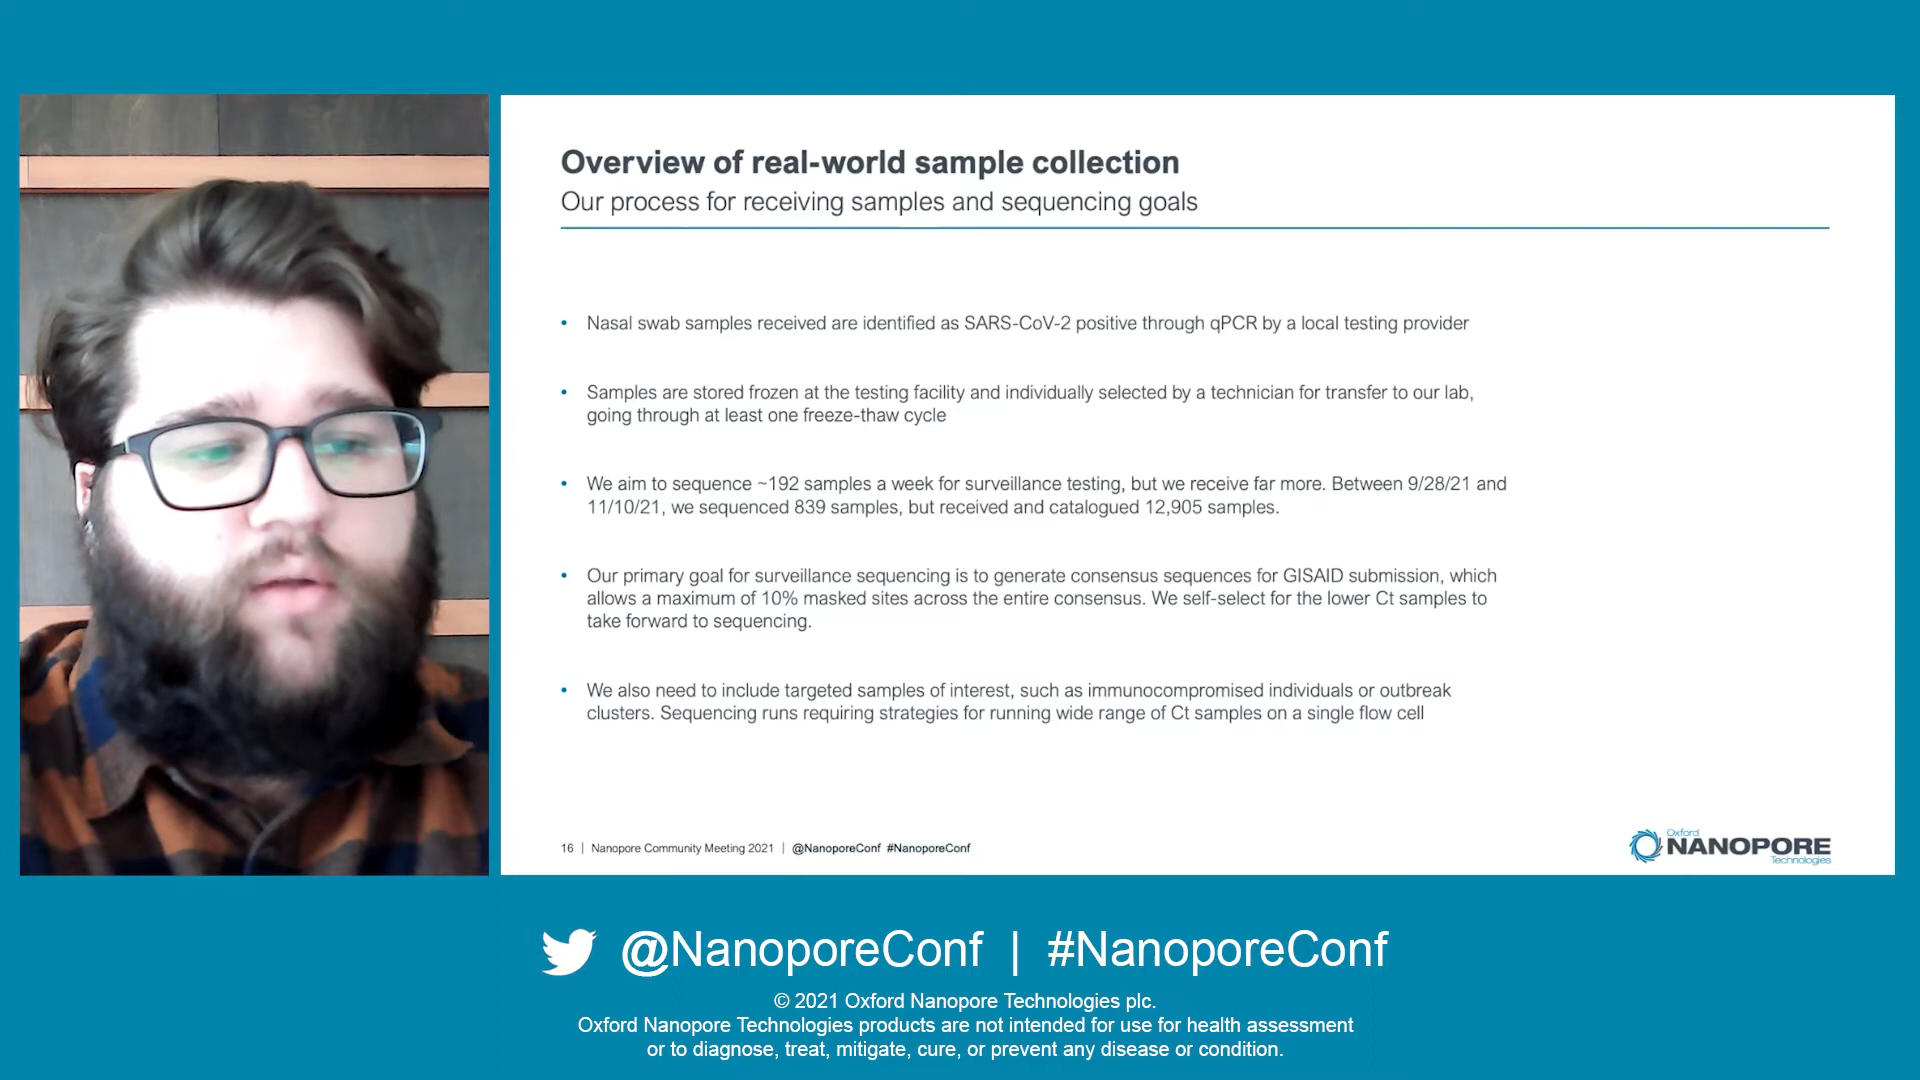 Overview of real-world sample collection
Our process for receiving samples and sequencing goals
• Nasal swab samples received are identified as SARS-CoV-2 positive through qPCR by a local testing provider
• Samples are stored frozen at the testing facility and individually selected by a technician for transfer to our lab,
going through at least one freeze-thaw cycle
• We aim to sequence ~192 samples a week for surveillance testing, but we receive far more. Between 9/28/21 and
11/10/21, we sequenced 839 samples, but received and catalogued 12,905 samples.
• Our primary goal for surveillance sequencing is to generate consensus sequences for GISAID submission, which
allows a maximum of 10% masked sites across the entire consensus. We self-select for the lower Ct samples to
take forward to sequencing.
• We also need to include targeted samples of interest, such as immunocompromised individuals or outbreak
clusters. Sequencing runs requiring strategies for running wide range of Ct samples on a single flow cell
16 | Nanopore Community Meeting 2021 | @NanoporeConf #NanoporeConf
Oxford
NANOPORE
Technologies
@NanoporeConf | #NanoporeConf
© 2021 Oxford Nanopore Technologies plc.
Oxford Nanopore Technologies products are not intended for use for health assessment
or to diagnose, treat, mitigate, cure, or prevent any disease or condition.